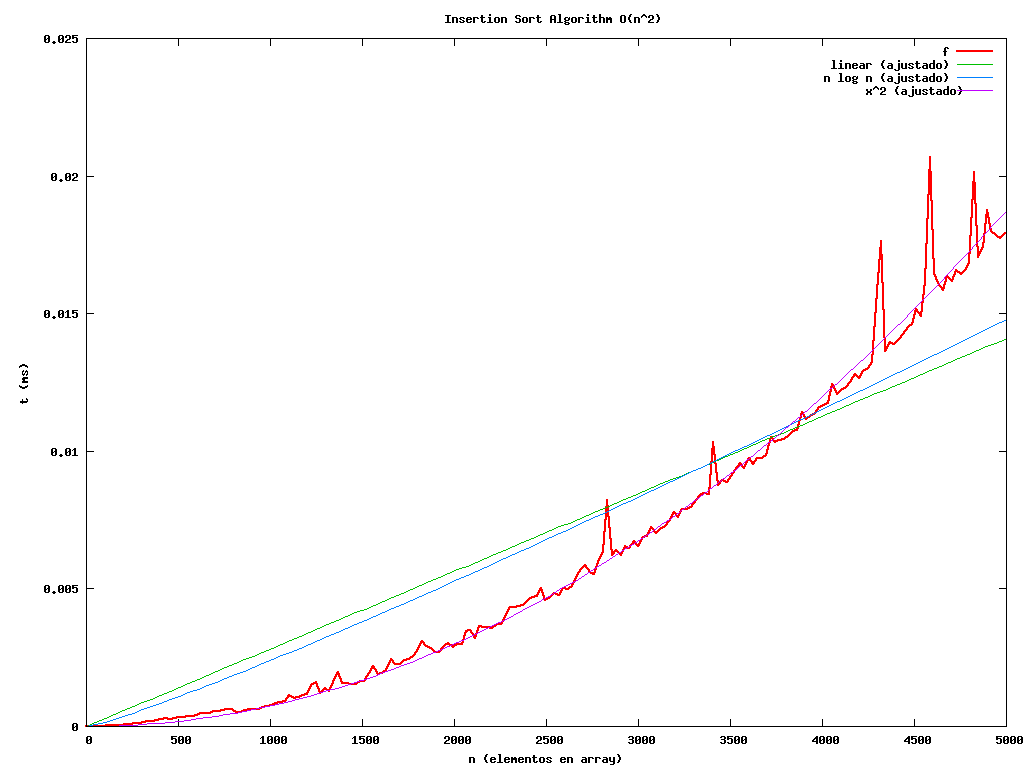 Insertion Sort Algorithm O(n^2)
0.025
f
linear (ajustado)
n log n (ajustado)
x^2 (ajustado)
0.02
0.015
t (ms)
0.01
0.005
0
0 500 1000 1500 2000 2500 3000 3500 4000 4500 5000
n (elementos en array)